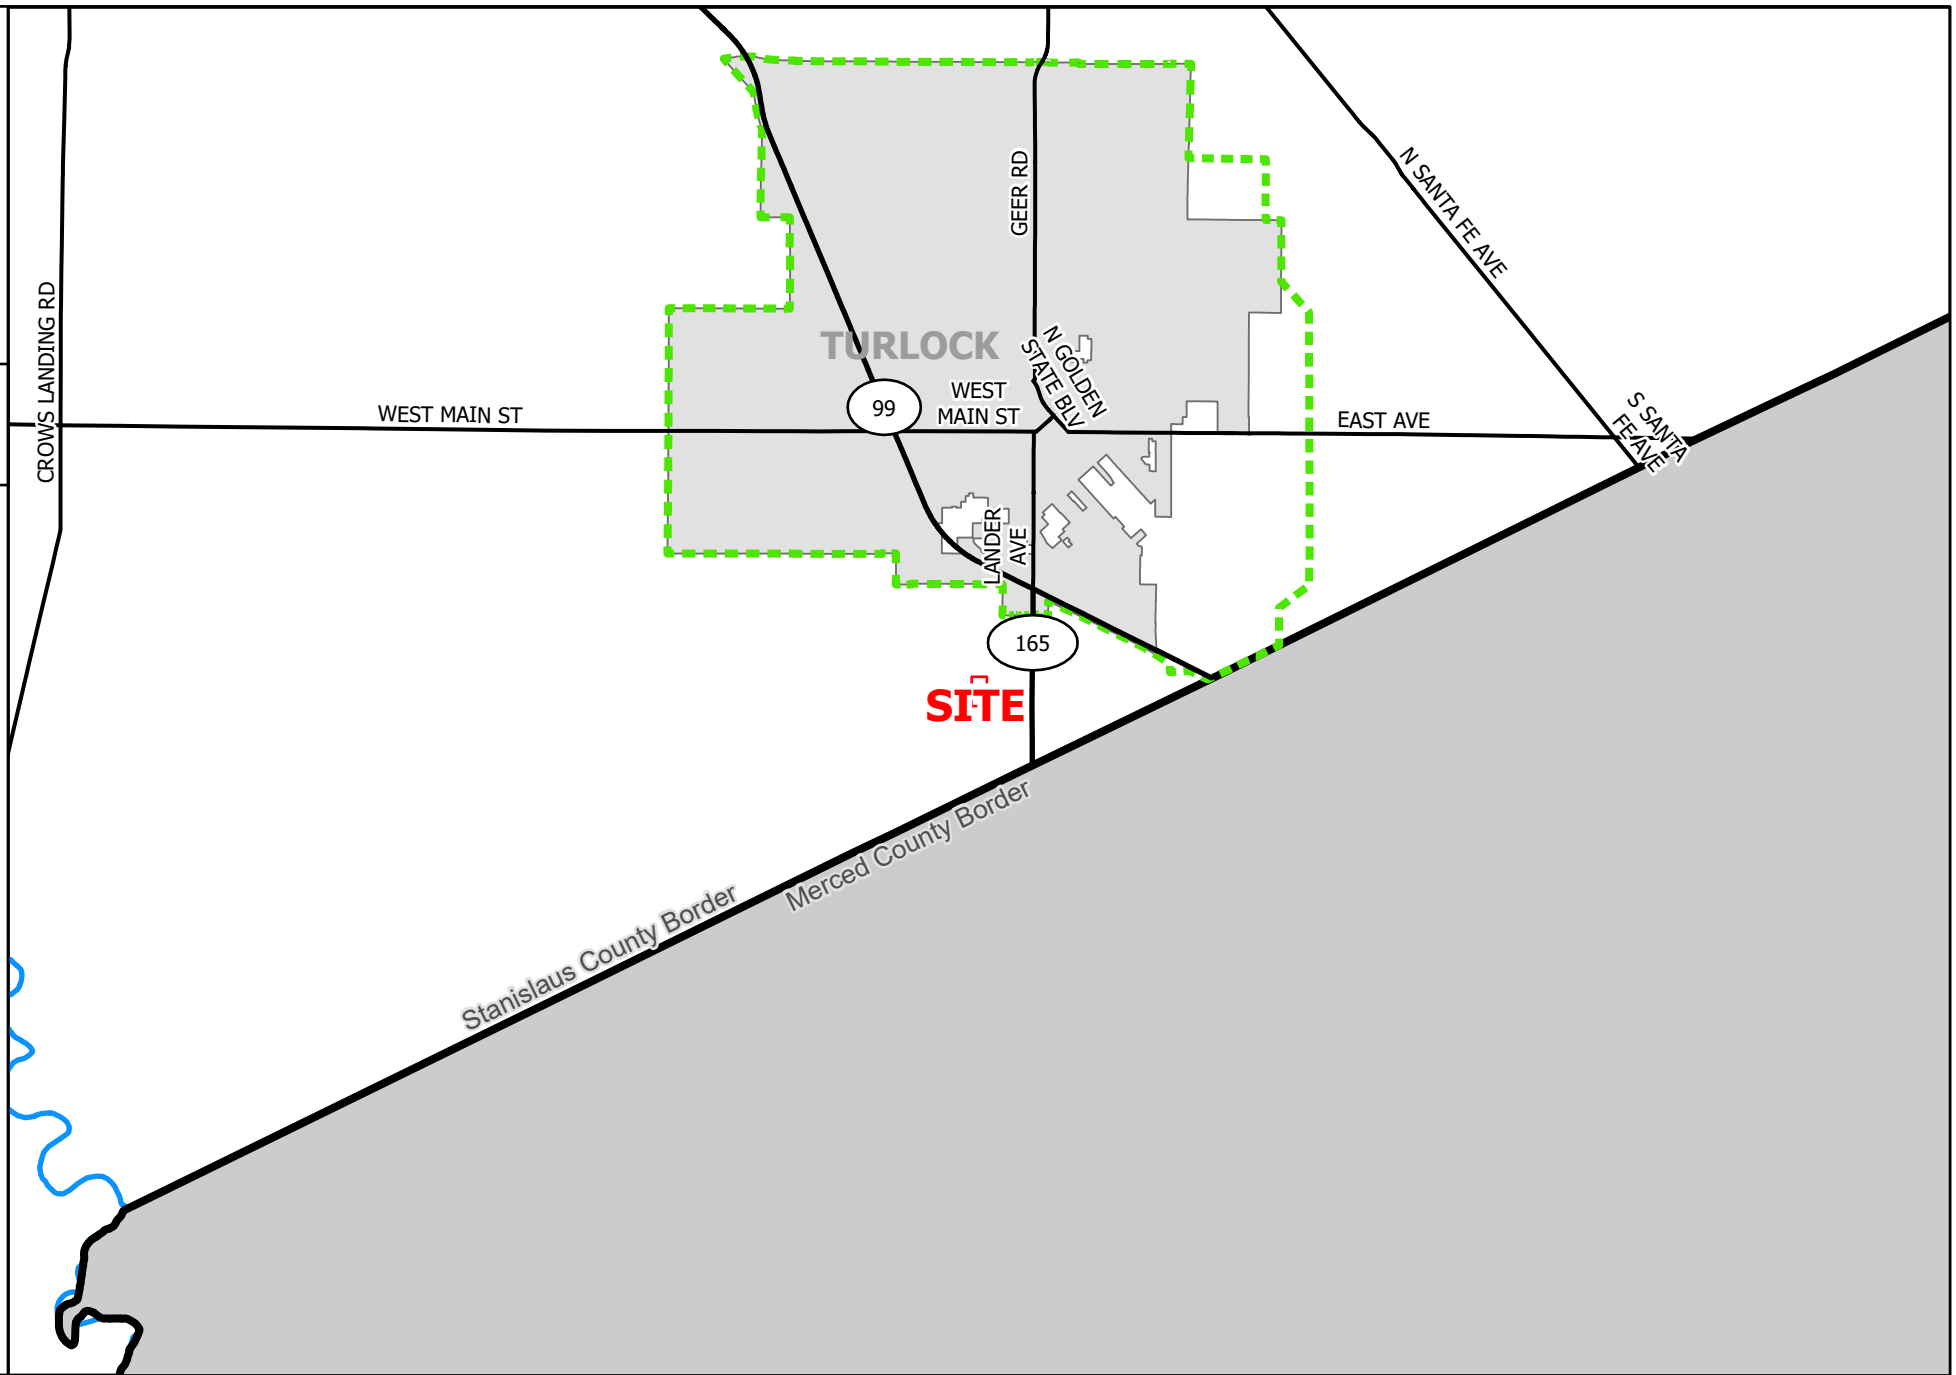 GEER RD
N SANTA FE AVE
CROWS LANDING RD
TURLOCK
N GOLDEN
STATE BLV
99
WEST
MAIN ST
WEST MAIN ST
EAST AVE
S SANTA
FE AVE
LANDER
AVE
165
SITE
Merced County Border
Stanislaus County Border